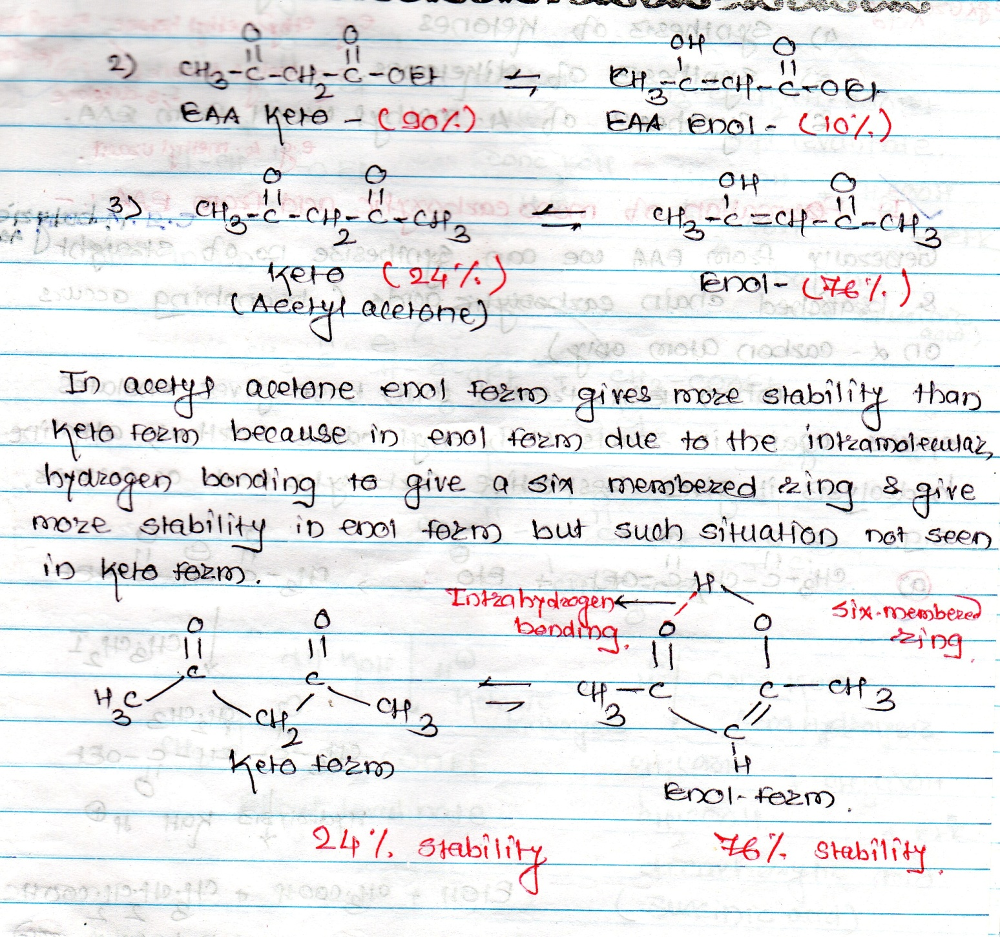 2) CH3-C-CH2-C-OEt ⇌ CH3-C=CH-C-OEt
O O OH O
EAA Keto - (90%) EAA Enol - (10%)
3) CH3-C-CH2-C-CH3 ⇌ CH3-C=CH-C-CH3
O O OH O
Keto (24%) Enol- (76%)
(Acetyl acetone)
In acetyl acetone enol form gives more stability than
Keto form because in enol form due to the intramolecular,
hydrogen bonding to give a six membered ring & give
more stability in enol form but such situation not seen
in Keto form.
H
Intrahydrogen
bonding.
six-membered
ring.
O O O O
H3C C C CH3 ⇌ CH3-C C-CH3
CH2 C
H
Keto form
Enol-form.
24% stability 76% stability.